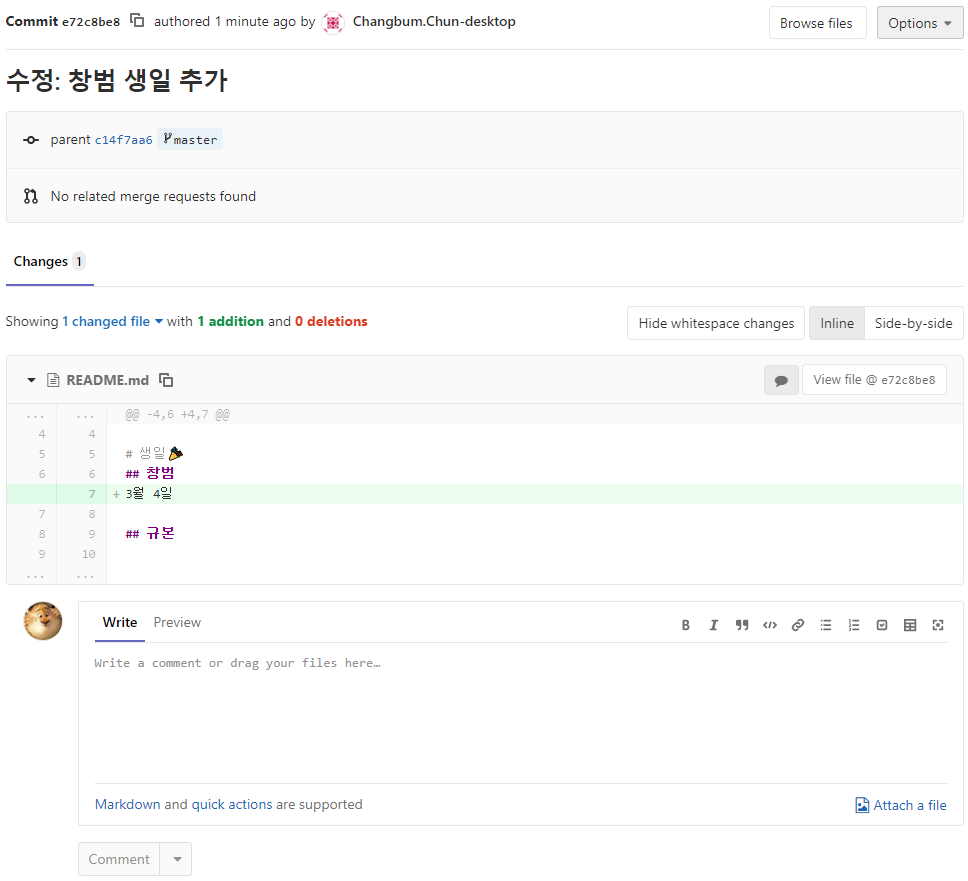 Commit e72c8be8 authored 1 minute ago by Changbum.Chun-desktop Browse files Options
수정: 창범 생일 추가
parent c14f7aa6 master
No related merge requests found
Changes 1
Showing 1 changed file with 1 addition and 0 deletions Hide whitespace changes Inline Side-by-side
README.md View file @ e72c8be8
... ... @@ -4,6 +4,7 @@
4 4
5 5 # 생일🎉
6 6 ## 창범
7 + 3월 4일
7 8
8 9 ## 규본
9 10
... ...
Write Preview
Write a comment or drag your files here…
Markdown and quick actions are supported Attach a file
Comment